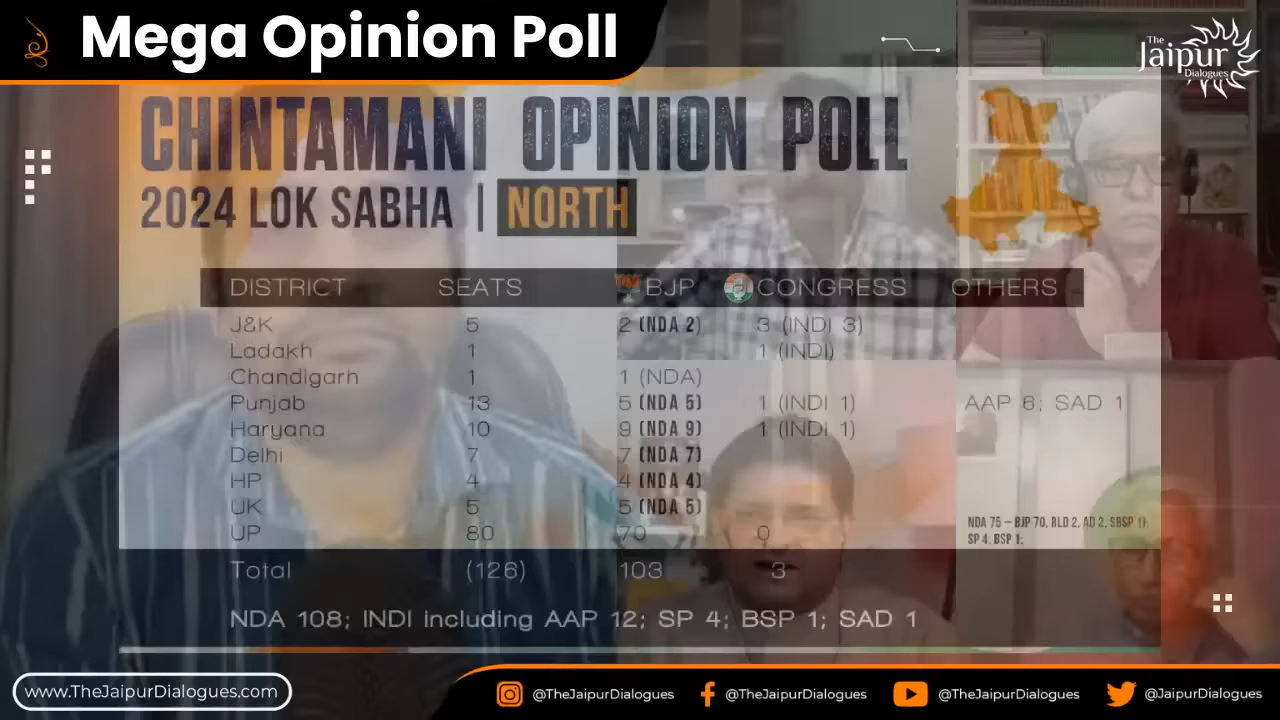 Mega Opinion Poll
The
Jaipur
Dialogues
CHINTAMANI OPINION POLL
2024 LOK SABHA | NORTH
DISTRICT SEATS BJP CONGRESS OTHERS
J&K 5 2 (NDA 2) 3 (INDI 3)
Ladakh 1 1 (INDI)
Chandigarh 1 1 (NDA)
Punjab 13 5 (NDA 5) 1 (INDI 1) AAP 6; SAD 1
Haryana 10 9 (NDA 9) 1 (INDI 1)
Delhi 7 7 (NDA 7)
HP 4 4 (NDA 4)
UK 5 5 (NDA 5)
UP 80 70 0 NDA 75 – BJP 70, RLD 2, AD 2, SBSP 1);
SP 4, BSP 1;
Total (126) 103 3
NDA 108; INDI including AAP 12; SP 4; BSP 1; SAD 1
www.TheJaipurDialogues.com @TheJaipurDialogues @TheJaipurDialogues @TheJaipurDialogues @JaipurDialogues